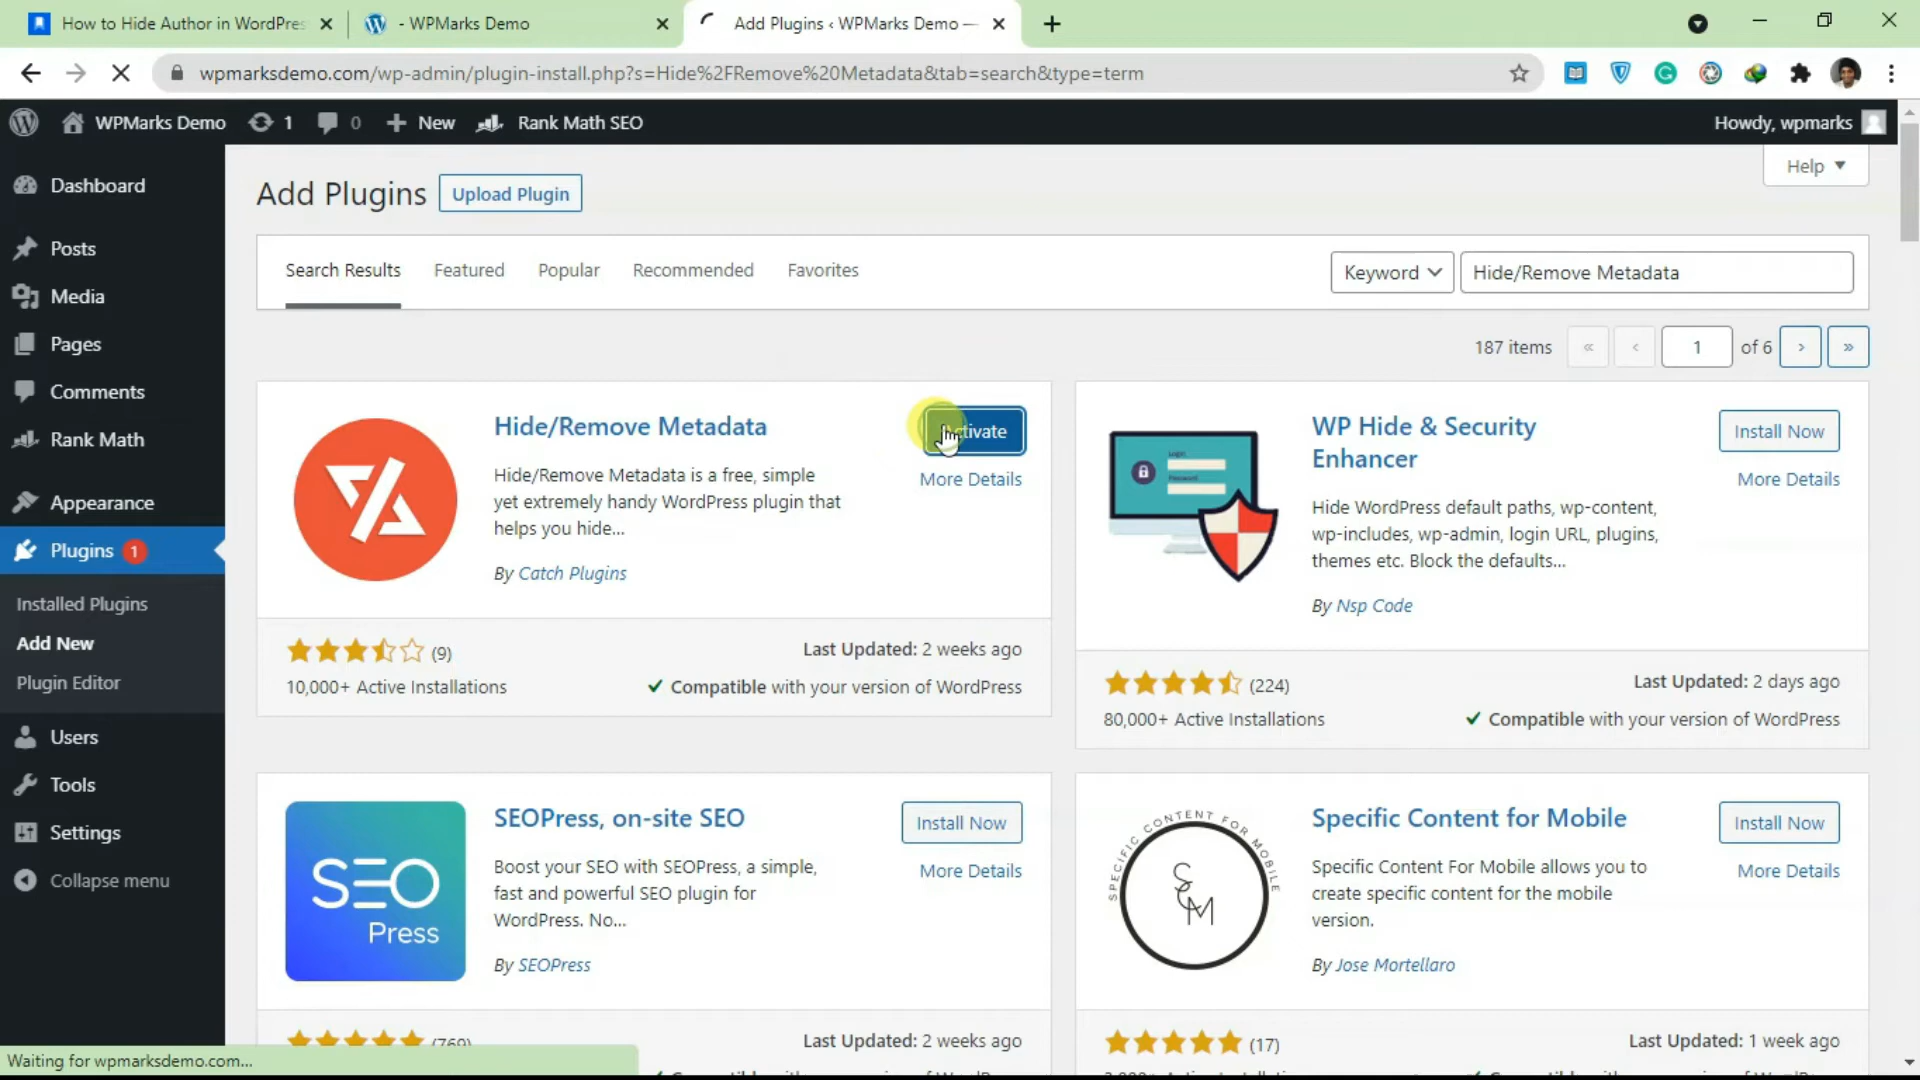 How to Hide Author in WordPres
- WPMarks Demo
Add Plugins ‹ WPMarks Demo —
wpmarksdemo.com/wp-admin/plugin-install.php?s=Hide%2FRemove%20Metadata&tab=search&type=term
WPMarks Demo
1
0
New
Rank Math SEO
Howdy, wpmarks
Dashboard
Posts
Media
Pages
Comments
Rank Math
Appearance
Plugins 1
Installed Plugins
Add New
Plugin Editor
Users
Tools
Settings
Collapse menu
Help
Add Plugins
Upload Plugin
Search Results
Featured
Popular
Recommended
Favorites
Keyword
Hide/Remove Metadata
187 items
«
‹
1
of 6
›
»
Hide/Remove Metadata
Hide/Remove Metadata is a free, simple
yet extremely handy WordPress plugin that
helps you hide...
By Catch Plugins
More Details
(9)
10,000+ Active Installations
Last Updated: 2 weeks ago
Compatible with your version of WordPress
WP Hide & Security
Enhancer
Hide WordPress default paths, wp-content,
wp-includes, wp-admin, login URL, plugins,
themes etc. Block the defaults...
By Nsp Code
Install Now
More Details
(224)
80,000+ Active Installations
Last Updated: 2 days ago
Compatible with your version of WordPress
SEO
Press
SEOPress, on-site SEO
Boost your SEO with SEOPress, a simple,
fast and powerful SEO plugin for
WordPress. No...
By SEOPress
Install Now
More Details
(769)
Last Updated: 2 weeks ago
SPECIFIC CONTENT FOR MOBILE
SCM
Specific Content for Mobile
Specific Content For Mobile allows you to
create specific content for the mobile
version.
By Jose Mortellaro
Install Now
More Details
(17)
Last Updated: 1 week ago
Waiting for wpmarksdemo.com...